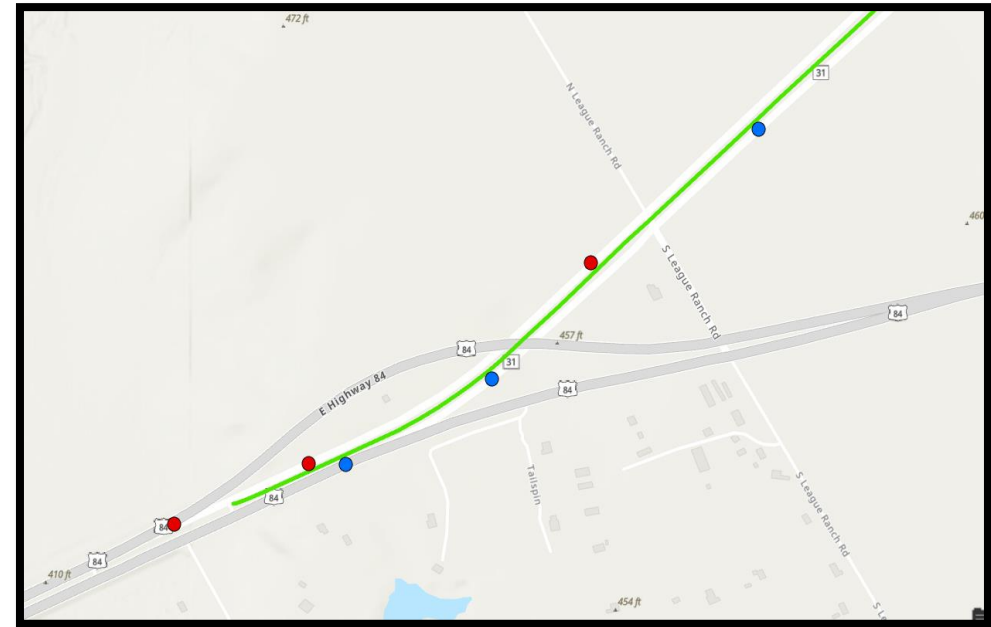 472 ft
31
N League Ranch Rd
460
S League Ranch Rd
84
457 ft
84
31
E Highway 84
84
Tailspin
84
S League Ranch Rd
84
84
410 ft
454 ft
S L